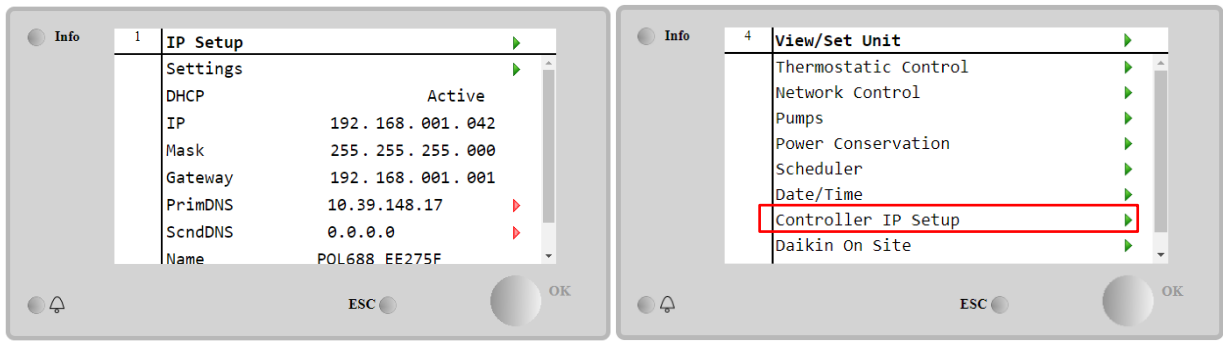 Info
1 IP Setup
Settings
DHCP Active
IP 192.168.001.042
Mask 255.255.255.000
Gateway 192.168.001.001
PrimDNS 10.39.148.17
ScndDNS 0.0.0.0
Name POL688_EE275F
ESC
OK
Info
4 View/Set Unit
Thermostatic Control
Network Control
Pumps
Power Conservation
Scheduler
Date/Time
Controller IP Setup
Daikin On Site
ESC
OK